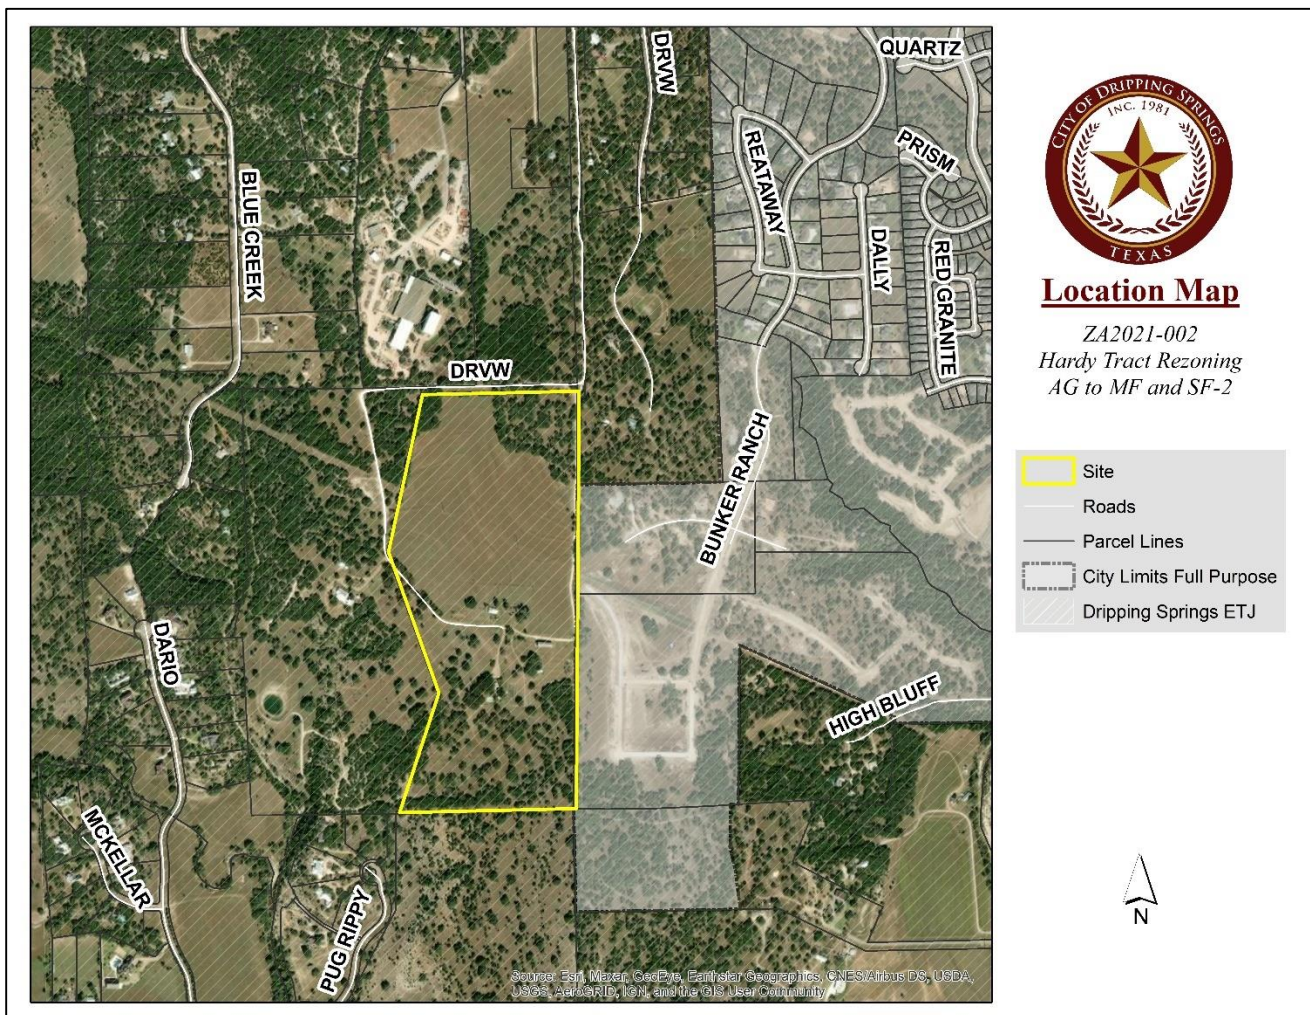 DRVW
QUARTZ
PRISM
REATAWAY
BLUE CREEK
DALLY
RED GRANITE
DRVW
BUNKER RANCH
DARIO
HIGH BLUFF
MCKELLAR
PUG RIPPY
Source: Esri, Maxar, GeoEye, Earthstar Geographics, CNES/Airbus DS, USDA,
USGS, AeroGRID, IGN, and the GIS User Community
CITY OF DRIPPING SPRINGS
INC. 1981
TEXAS
Location Map
ZA2021-002
Hardy Tract Rezoning
AG to MF and SF-2
Site
Roads
Parcel Lines
City Limits Full Purpose
Dripping Springs ETJ
N